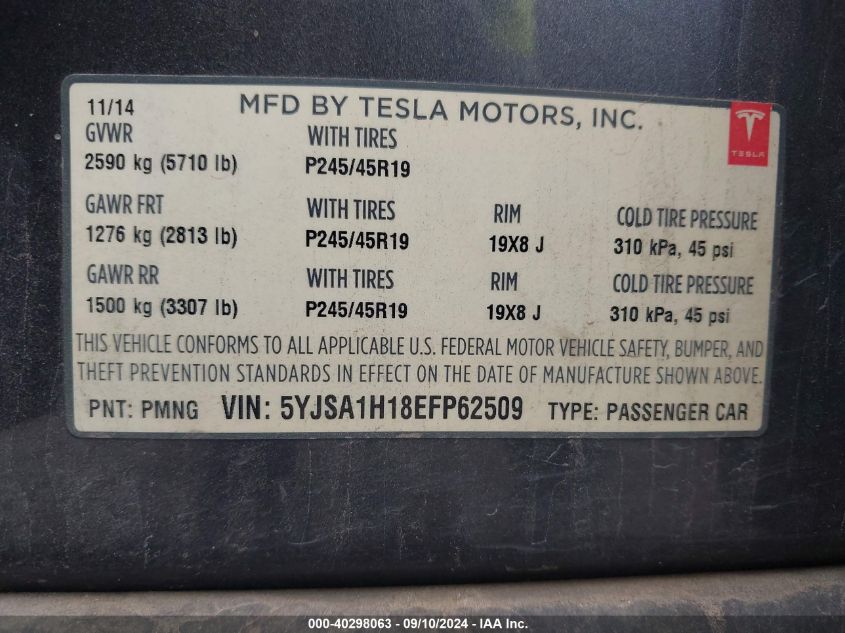 11/14 MFD BY TESLA MOTORS, INC.
TESLA
GVWR WITH TIRES
2590 kg (5710 lb) P245/45R19
GAWR FRT WITH TIRES RIM COLD TIRE PRESSURE
1276 kg (2813 lb) P245/45R19 19X8 J 310 kPa, 45 psi
GAWR RR WITH TIRES RIM COLD TIRE PRESSURE
1500 kg (3307 lb) P245/45R19 19X8 J 310 kPa, 45 psi
THIS VEHICLE CONFORMS TO ALL APPLICABLE U.S. FEDERAL MOTOR VEHICLE SAFETY, BUMPER, AND
THEFT PREVENTION STANDARDS IN EFFECT ON THE DATE OF MANUFACTURE SHOWN ABOVE.
PNT: PMNG VIN: 5YJSA1H18EFP62509 TYPE: PASSENGER CAR
000-40298063 - 09/10/2024 - IAA Inc.